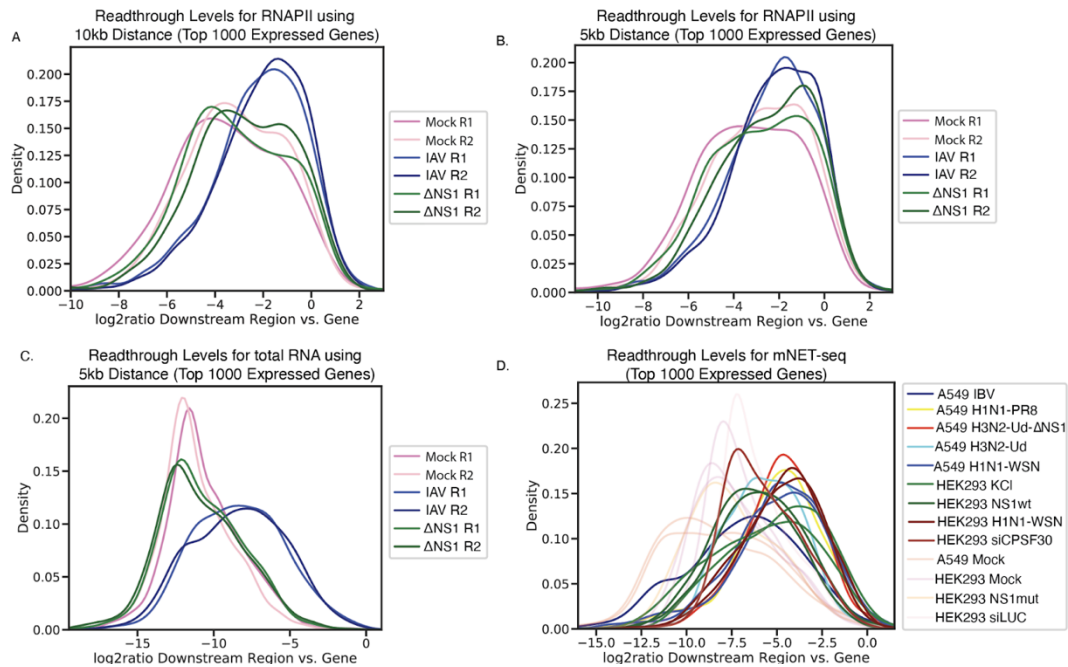 A
Readthrough Levels for RNAPII using
10kb Distance (Top 1000 Expressed Genes)
0.200
0.175
0.150
0.125
0.100
0.075
0.050
0.025
0.000
Density
−10 −8 −6 −4 −2 0
log2ratio Downstream Region vs. Gene
Mock R1
Mock R2
IAV R1
IAV R2
ΔNS1 R1
ΔNS1 R2
B.
Readthrough Levels for RNAPII using
5kb Distance (Top 1000 Expressed Genes)
0.200
0.175
0.150
0.125
0.100
0.075
0.050
0.025
0.000
Density
−10 −8 −6 −4 −2 0 2
log2ratio Downstream Region vs. Gene
Mock R1
Mock R2
IAV R1
IAV R2
ΔNS1 R1
ΔNS1 R2
C.
Readthrough Levels for total RNA using
5kb Distance (Top 1000 Expressed Genes)
0.20
0.15
0.10
0.05
0.00
Density
−15 −10 −5 0
log2ratio Downstream Region vs. Gene
Mock R1
Mock R2
IAV R1
IAV R2
ΔNS1 R1
ΔNS1 R2
D.
Readthrough Levels for mNET-seq
(Top 1000 Expressed Genes)
0.25
0.20
0.15
0.10
0.05
0.00
Density
−15.0 −12.5 −10.0 −7.5 −5.0 −2.5 0.0
log2ratio Downstream Region vs. Gene
A549 IBV
A549 H1N1-PR8
A549 H3N2-Ud-ΔNS1
A549 H3N2-Ud
A549 H1N1-WSN
HEK293 KCl
HEK293 NS1wt
HEK293 H1N1-WSN
HEK293 siCPSF30
A549 Mock
HEK293 Mock
HEK293 NS1mut
HEK293 siLUC